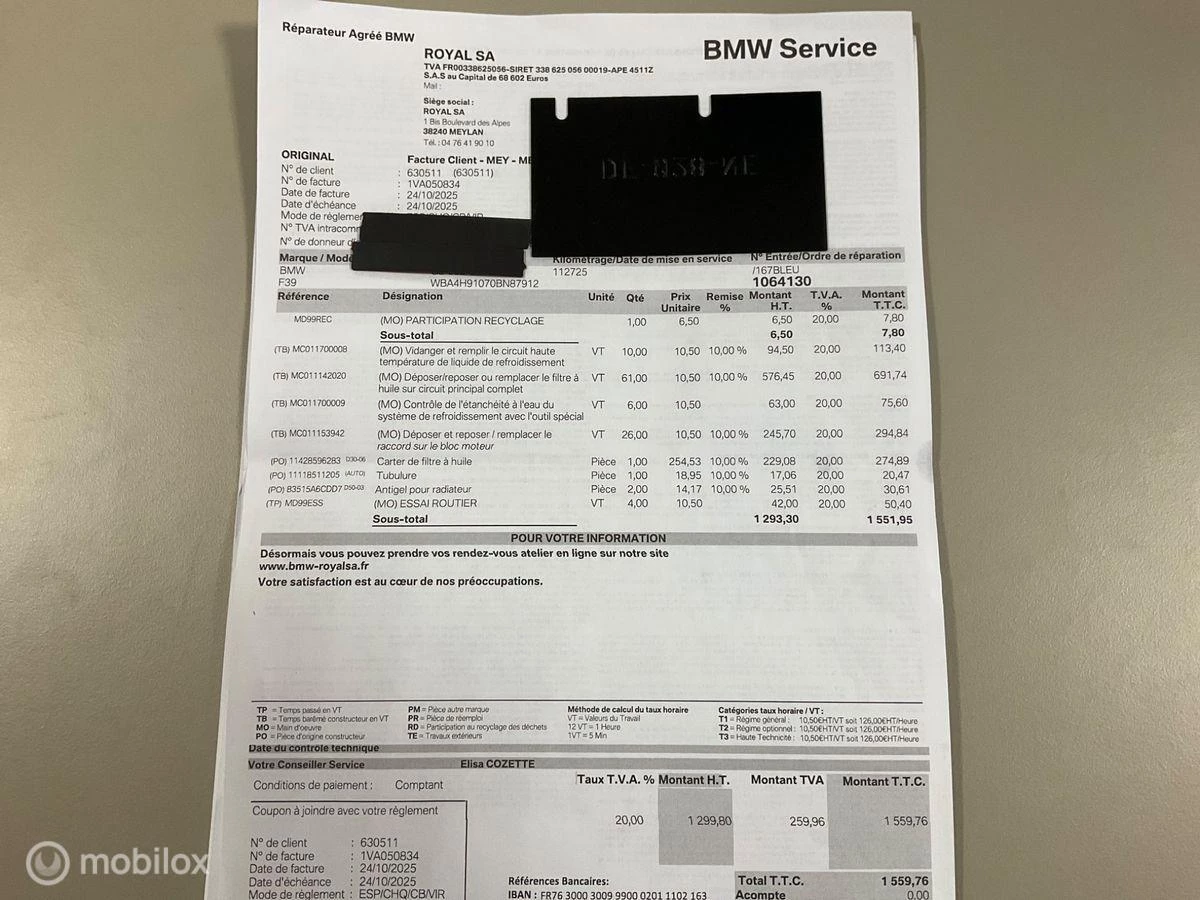 Réparateur Agréé BMW
BMW Service
ROYAL SA
TVA FR00338625056-SIRET 338 625 056 00019-APE 4511Z
S.A.S au Capital de 68 602 Euros
Mail :
Siège social :
ROYAL SA
1 Bis Boulevard des Alpes
38240 MEYLAN
Tél. : 04 76 41 90 10
ORIGINAL Facture Client - MEY -
N° de client : 630511 (630511)
N° de facture : 1VA050834
Date de facture : 24/10/2025
Date d'échéance : 24/10/2025
Mode de règlement
N° TVA intracomm
N° de donneur
Marque / Modè Kilométrage/Date de mise en service N° Entrée/Ordre de réparation
BMW 112725 /167BLEU
F39 WBA4H91070BN87912 1064130
Référence Désignation Unité Qté Prix Unitaire Remise % Montant H.T. T.V.A. % Montant T.T.C.
MD99REC (MO) PARTICIPATION RECYCLAGE 1,00 6,50 6,50 20,00 7,80
Sous-total 6,50 7,80
(TB) MC011700008 (MO) Vidanger et remplir le circuit haute VT 10,00 10,50 10,00 % 94,50 20,00 113,40
température de liquide de refroidissement
(TB) MC011142020 (MO) Déposer/reposer ou remplacer le filtre à VT 61,00 10,50 10,00 % 576,45 20,00 691,74
huile sur circuit principal complet
(TB) MC011700009 (MO) Contrôle de l'étanchéité à l'eau du VT 6,00 10,50 63,00 20,00 75,60
système de refroidissement avec l'outil spécial
(TB) MC011153942 (MO) Déposer et reposer / remplacer le VT 26,00 10,50 10,00 % 245,70 20,00 294,84
raccord sur le bloc moteur
(PO) 11428596283 D30-06 Carter de filtre à huile Pièce 1,00 254,53 10,00 % 229,08 20,00 274,89
(PO) 11118511205 (AUTO) Tubulure Pièce 1,00 18,95 10,00 % 17,06 20,00 20,47
(PO) 83515A6CDD7 D50-03 Antigel pour radiateur Pièce 2,00 14,17 10,00 % 25,51 20,00 30,61
(TP) MD99ESS (MO) ESSAI ROUTIER VT 4,00 10,50 42,00 20,00 50,40
Sous-total 1 293,30 1 551,95
POUR VOTRE INFORMATION
Désormais vous pouvez prendre vos rendez-vous atelier en ligne sur notre site
www.bmw-royalsa.fr
Votre satisfaction est au cœur de nos préoccupations.
TP = Temps passé en VT PM = Pièce autre marque Méthode de calcul du taux horaire Catégories taux horaire / VT :
TB = Temps barème constructeur en VT PR = Pièce de réemploi VT = Valeurs du Travail T1 = Régime général : 10,50€HT/VT soit 126,00€HT/Heure
MO = Main d'oeuvre RD = Participation au recyclage des déchets 12 VT = 1 Heure T2 = Régime optionnel : 10,50€HT/VT soit 126,00€HT/Heure
PO = Pièce d'origine constructeur TE = Travaux extérieurs 1VT = 5 Min T3 = Haute Technicité : 10,50€HT/VT soit 126,00€HT/Heure
Date du contrôle technique
Votre Conseiller Service Elisa COZETTE
Conditions de paiement : Comptant
Taux T.V.A. % Montant H.T. Montant TVA Montant T.T.C.
20,00 1 299,80 259,96 1 559,76
Coupon à joindre avec votre règlement
N° de client : 630511
N° de facture : 1VA050834
Date de facture : 24/10/2025
Date d'échéance : 24/10/2025
Mode de règlement : ESP/CHQ/CB/VIR
Références Bancaires:
IBAN : FR76 3000 3009 9900 0201 1102 163
Total T.T.C. 1 559,76
Acompte 0,00
mobilox